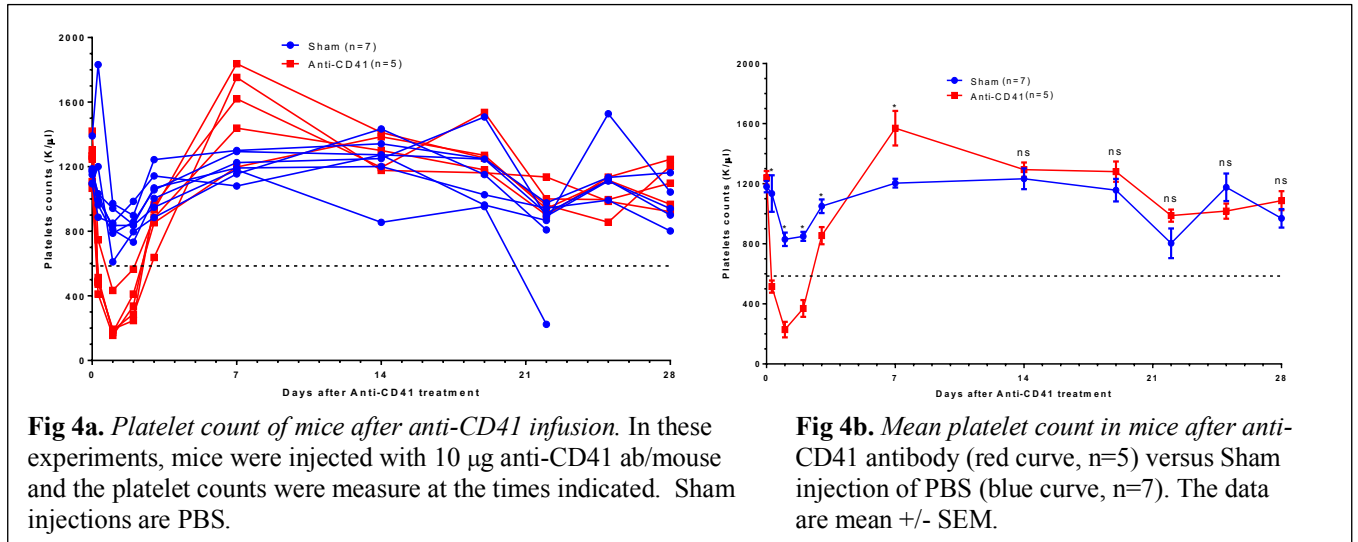 2000
1600
1200
800
400
0
Platelets counts (K/µl)
Sham (n=7)
Anti-CD41(n=5)
0
7
14
21
28
Days after Anti-CD41 treatment
Fig 4a. Platelet count of mice after anti-CD41 infusion. In these
experiments, mice were injected with 10 µg anti-CD41 ab/mouse
and the platelet counts were measure at the times indicated. Sham
injections are PBS.
2000
1600
1200
800
400
0
Platelets counts (K/µl)
Sham (n=7)
Anti-CD41(n=5)
*
*
*
*
*
*
ns
ns
ns
ns
ns
0
7
14
21
28
Days after Anti-CD41 treatment
Fig 4b. Mean platelet count in mice after anti-
CD41 antibody (red curve, n=5) versus Sham
injection of PBS (blue curve, n=7). The data
are mean +/- SEM.